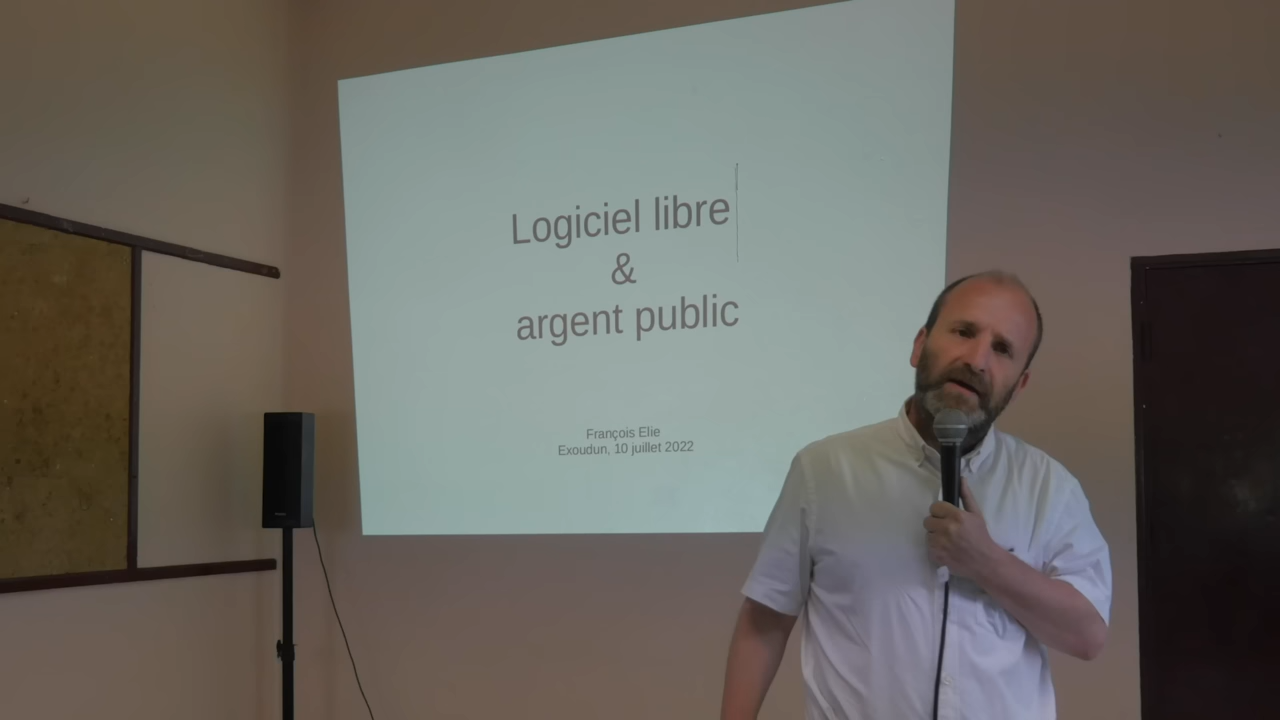 Logiciel libre
&
argent public
François Elie
Exoudun, 10 juillet 2022